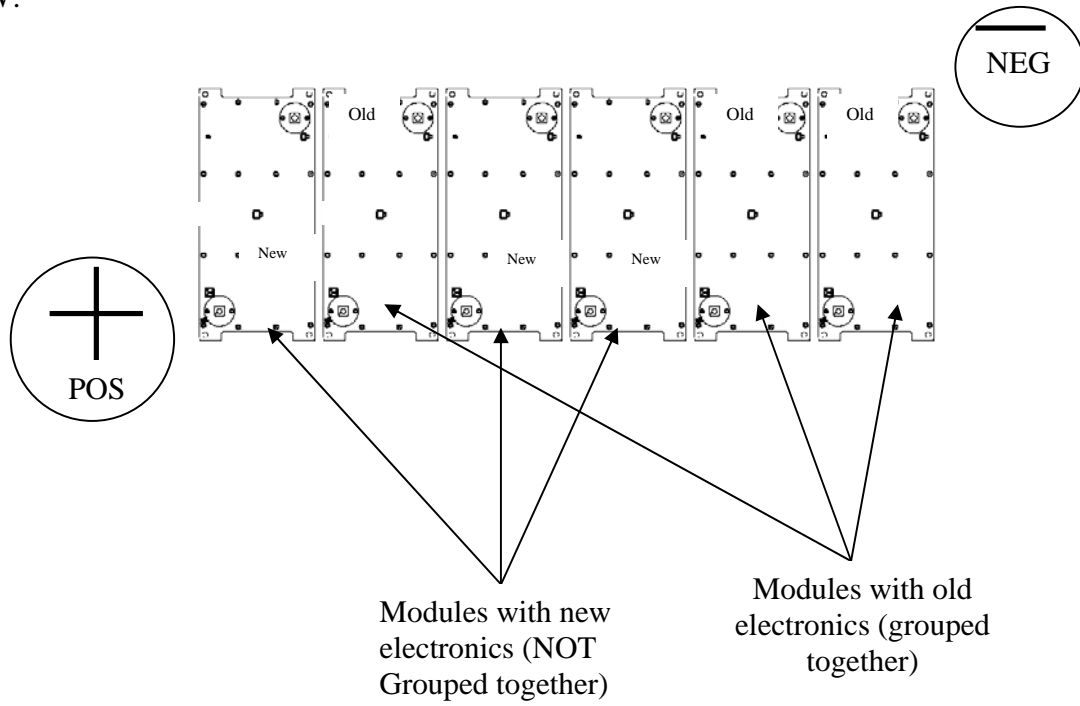 NEG
Old
Old
Old
New
New
New
POS
Modules with new
electronics (NOT
Grouped together)
Modules with old
electronics (grouped
together)